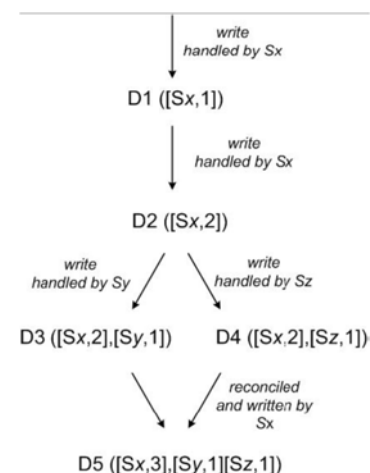 write
handled by Sx
D1 ([Sx,1])
write
handled by Sx
D2 ([Sx,2])
write
handled by Sy
write
handled by Sz
D3 ([Sx,2],[Sy,1])
D4 ([Sx,2],[Sz,1])
reconciled
and written by
Sx
D5 ([Sx,3],[Sy,1][Sz,1])